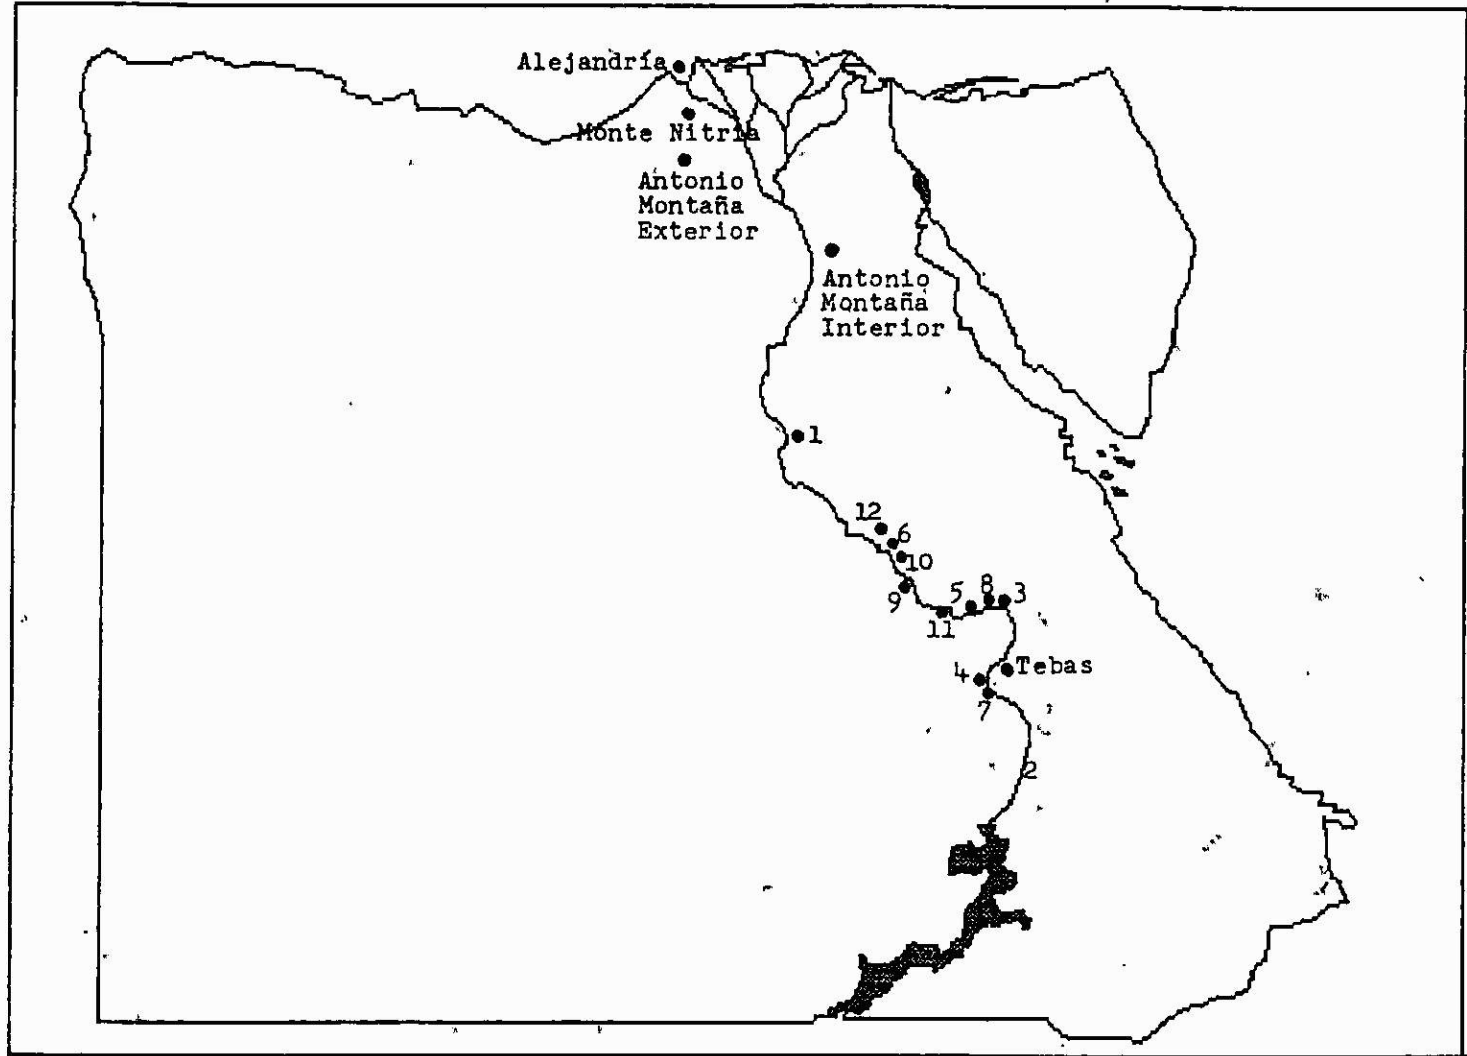 Alejandría
Monte Nitria
Antonio
Montaña
Exterior
Antonio
Montaña
Interior
1
12
6
10
9
5
8
3
11
4
Tebas
7
2